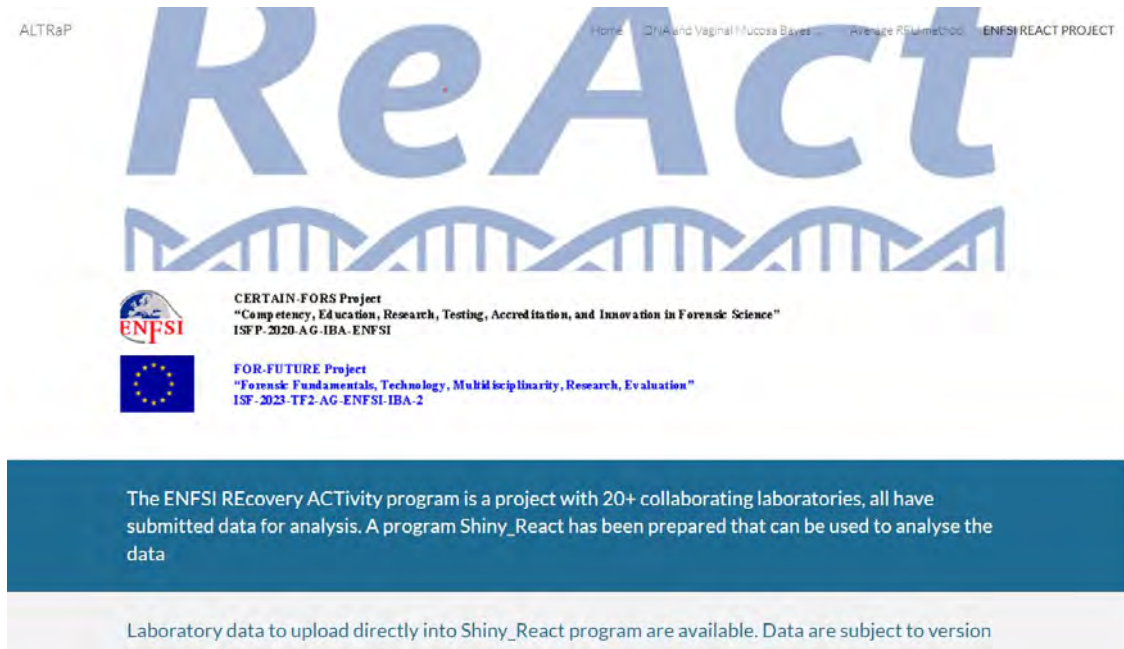 ALTRaP
Home
DNA and Vaginal Mucosa Bayes ...
Average RFU method
ENFSI REACT PROJECT
ReAct
ENFSI
CERTAIN-FORS Project
“Competency, Education, Research, Testing, Accreditation, and Innovation in Forensic Science”
ISFP-2020-AG-IBA-ENFSI
FOR-FUTURE Project
“Forensic Fundamentals, Technology, Multidisciplinarity, Research, Evaluation”
ISF-2023-TF2-AG-ENFSI-IBA-2
The ENFSI REcovery ACTivity program is a project with 20+ collaborating laboratories, all have
submitted data for analysis. A program Shiny_React has been prepared that can be used to analyse the
data
Laboratory data to upload directly into Shiny_React program are available. Data are subject to version